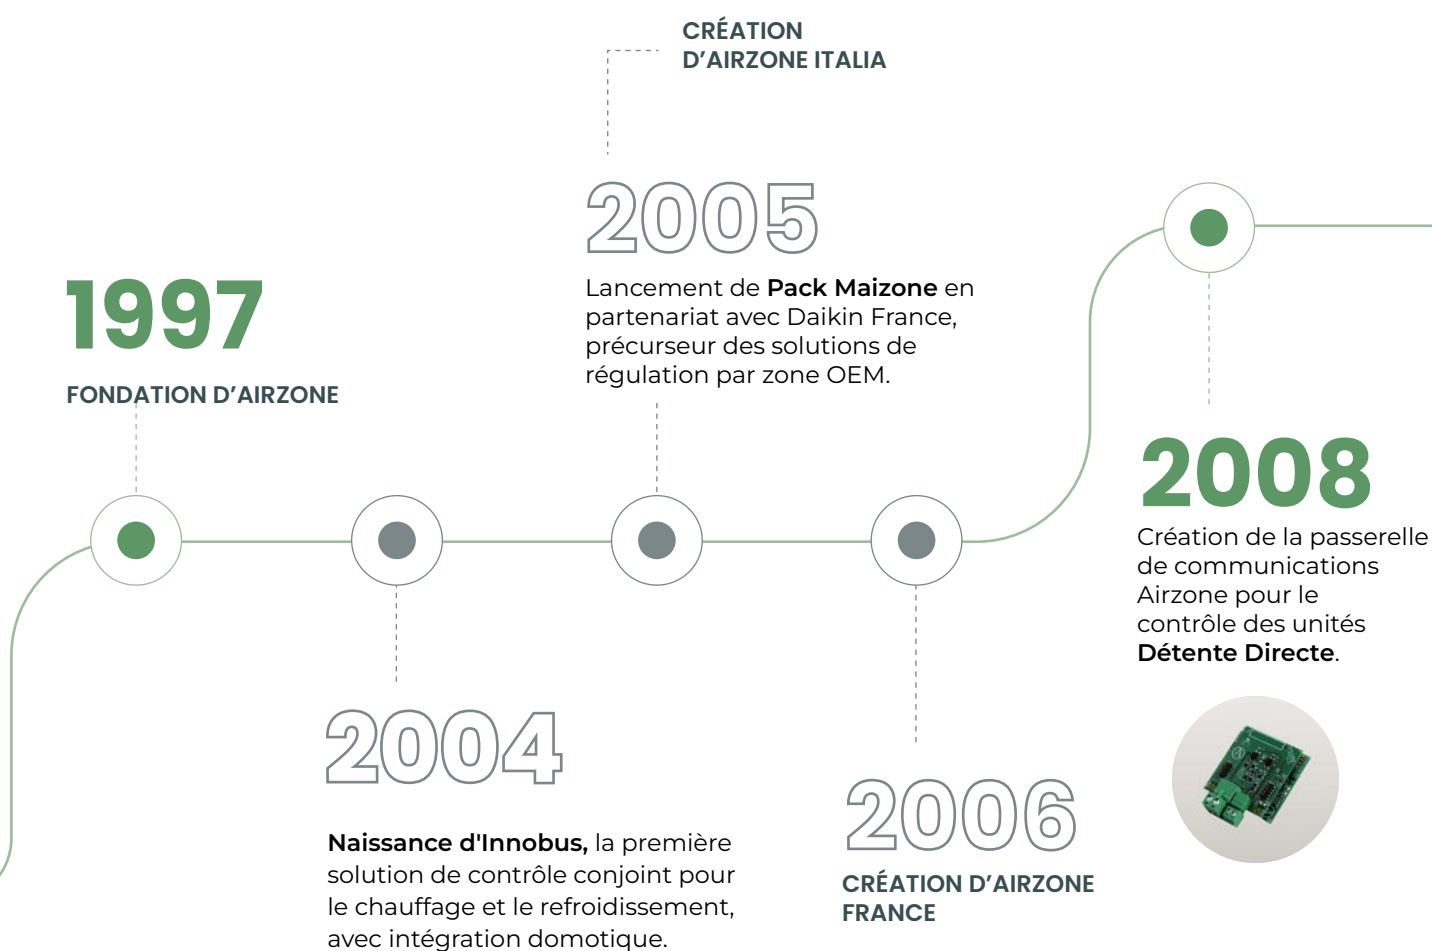 CRÉATION
D’AIRZONE ITALIA
1997
FONDATION D’AIRZONE
2004
Naissance d'Innobus, la première
solution de contrôle conjoint pour
le chauffage et le refroidissement,
avec intégration domotique.
2005
Lancement de Pack Maizone en
partenariat avec Daikin France,
précurseur des solutions de
régulation par zone OEM.
2006
CRÉATION D’AIRZONE
FRANCE
2008
Création de la passerelle
de communications
Airzone pour le
contrôle des unités
Détente Directe.